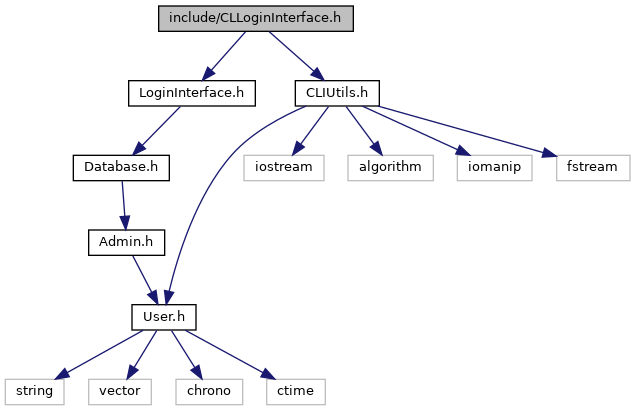 include/CLLoginInterface.h
LoginInterface.h
CLIUtils.h
Database.h
iostream
algorithm
iomanip
fstream
Admin.h
User.h
string
vector
chrono
ctime